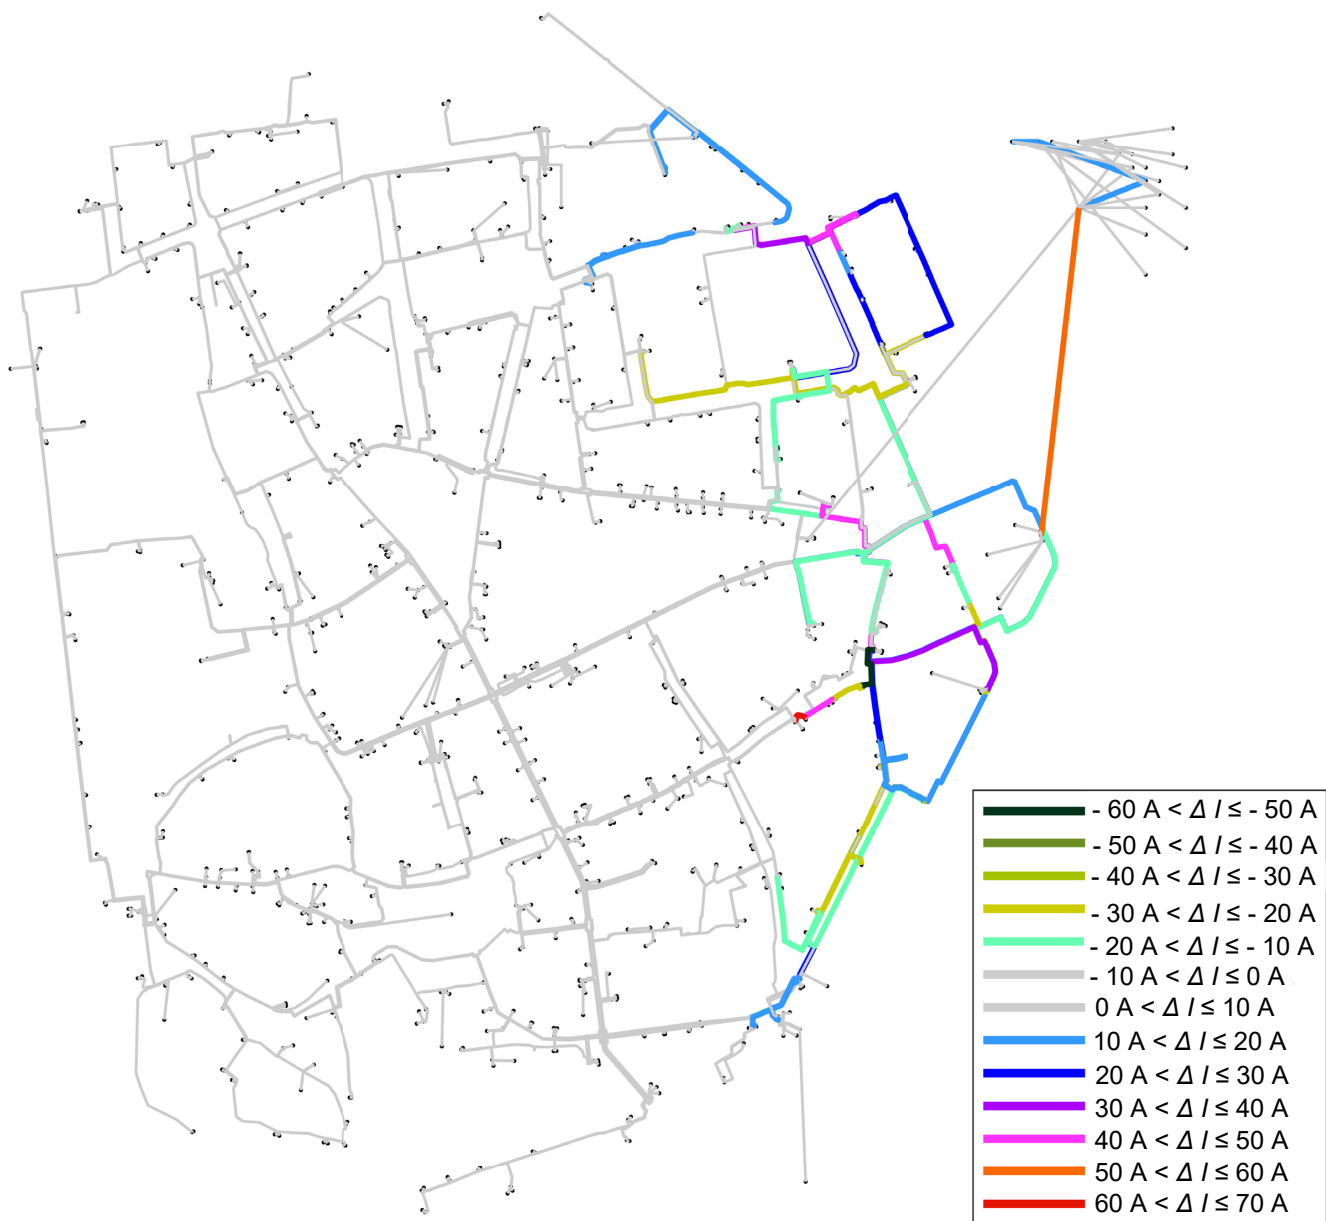 - 60 A < Δ I ≤ - 50 A
- 50 A < Δ I ≤ - 40 A
- 40 A < Δ I ≤ - 30 A
- 30 A < Δ I ≤ - 20 A
- 20 A < Δ I ≤ - 10 A
- 10 A < Δ I ≤ 0 A
0 A < Δ I ≤ 10 A
10 A < Δ I ≤ 20 A
20 A < Δ I ≤ 30 A
30 A < Δ I ≤ 40 A
40 A < Δ I ≤ 50 A
50 A < Δ I ≤ 60 A
60 A < Δ I ≤ 70 A